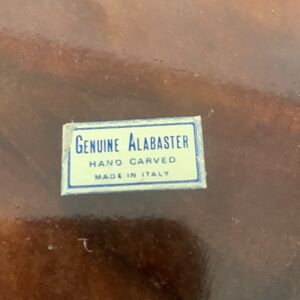 GENUINE ALABASTER
HAND CARVED
MADE IN ITALY